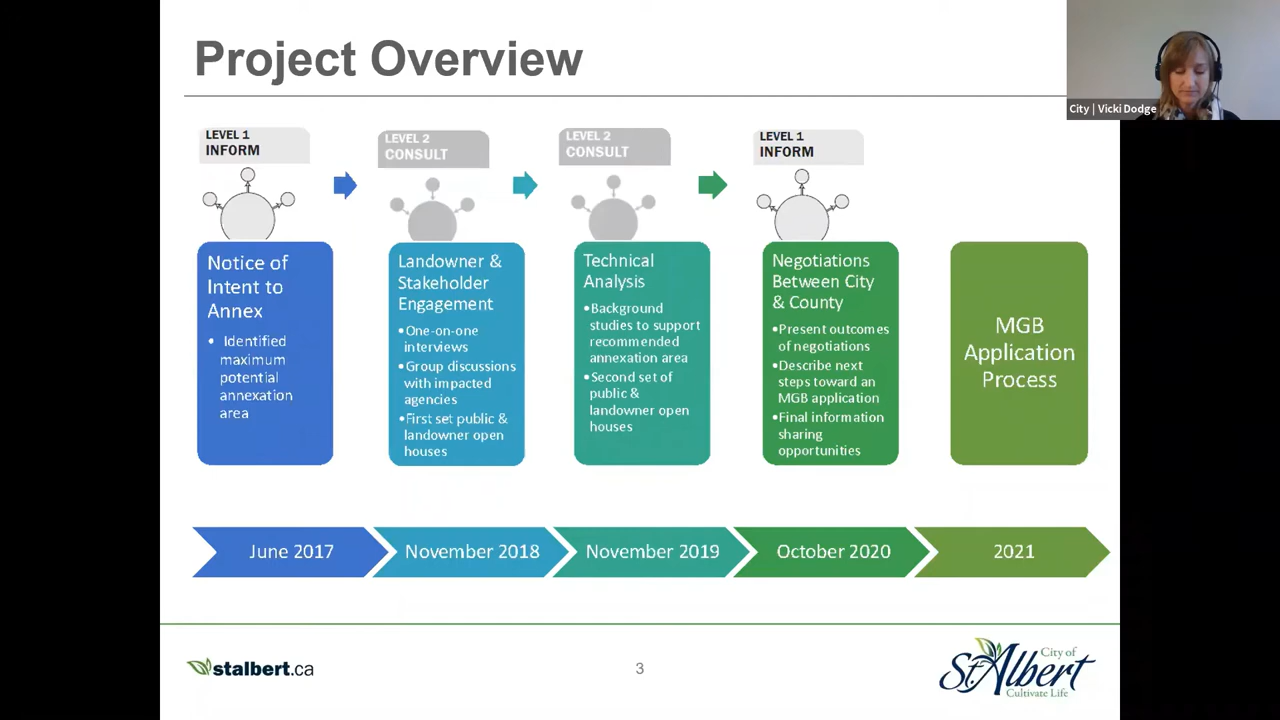 Project Overview
City | Vicki Dodge
LEVEL 1
INFORM
LEVEL 2
CONSULT
LEVEL 2
CONSULT
LEVEL 1
INFORM
Notice of
Intent to
Annex
• Identified
maximum
potential
annexation
area
Landowner &
Stakeholder
Engagement
•One-on-one
interviews
•Group discussions
with impacted
agencies
•First set public &
landowner open
houses
Technical
Analysis
•Background
studies to support
recommended
annexation area
•Second set of
public &
landowner open
houses
Negotiations
Between City
& County
•Present outcomes
of negotiations
•Describe next
steps toward an
MGB application
•Final information
sharing
opportunities
MGB
Application
Process
June 2017
November 2018
November 2019
October 2020
2021
stalbert.ca
3
City of
St. Albert
Cultivate Life